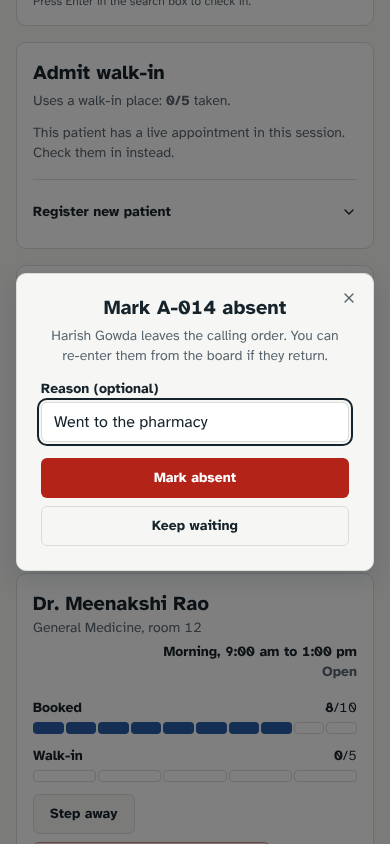 Press Enter in the search box to check in.
Admit walk-in
Uses a walk-in place: 0/5 taken.
This patient has a live appointment in this session.
Check them in instead.
Register new patient
Mark A-014 absent
Harish Gowda leaves the calling order. You can
re-enter them from the board if they return.
Reason (optional)
Went to the pharmacy
Mark absent
Keep waiting
Dr. Meenakshi Rao
General Medicine, room 12
Morning, 9:00 am to 1:00 pm
Open
Booked 8/10
Walk-in 0/5
Step away